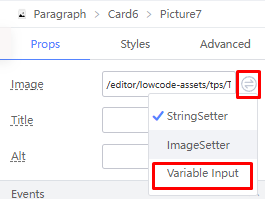 Paragraph > Card6 > Picture7
Props Styles Advanced
Image /editor/lowcode-assets/tps/T
StringSetter
Title
ImageSetter
Alt
Variable Input
Events